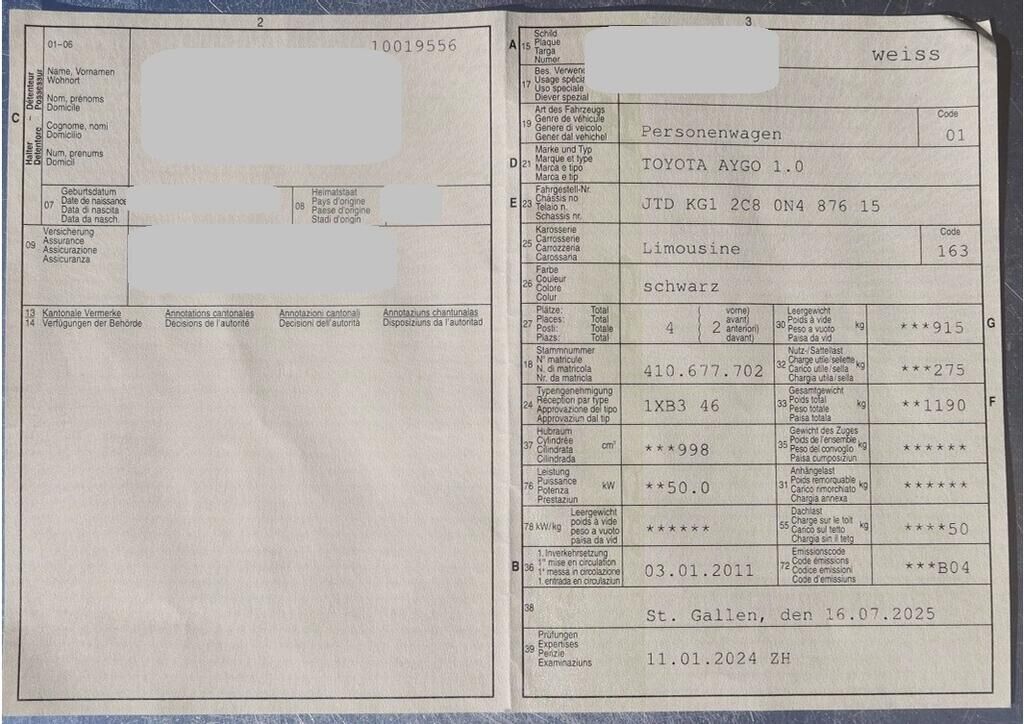 2
01-06
10019556
C
Halter - Détenteur
Detentore - Possessur
Name, Vornamen
Wohnort
Nom, prénoms
Domicile
Cognome, nomi
Domicilio
Num, prenums
Domicil
07
Geburtsdatum
Date de naissance
Data di nascita
Data da nasch.
08
Heimatstaat
Pays d'origine
Paese d'origine
Stadi d'origin
09
Versicherung
Assurance
Assicurazione
Assicuranza
13 Kantonale Vermerke Annotations cantonales Annotazioni cantonali Annotaziuns chantunalas
14 Verfügungen der Behörde Décisions de l'autorité Decisioni dell'autorità Disposiziuns da l'autoritad
3
A 15
Schild
Plaque
Targa
Numer
weiss
17
Bes.
Usage
Uso speciale
Diever spezial
19
Art des Fahrzeugs
Genre de véhicule
Genere di veicolo
Gener dal vehichel
Personenwagen
Code
01
D 21
Marke und Typ
Marque et type
Marca e tipo
Marca e tip
TOYOTA AYGO 1.0
E 23
Fahrgestell-Nr.
Châssis no
Telaio n.
Schassis nr.
JTD KG1 2C8 0N4 876 15
25
Karosserie
Carrosserie
Carrozzeria
Carossaria
Limousine
Code
163
26
Farbe
Couleur
Colore
Colur
schwarz
27
Plätze: Total
Places: Total
Posti: Totale
Plazs: Total
4
( vorne)
( avant)
( anteriori)
( davant)
2
30
Leergewicht
Poids à vide
Peso a vuoto
Paisa da vid
kg
***915
G
18
Stammnummer
N° matricule
N. di matricola
Nr. da matricla
410.677.702
32
Nutz-/Sattellast
Charge utile/sellette
Carico utile/sella
Chargia utila/sella
kg
***275
24
Typengenehmigung
Réception par type
Approvazione del tipo
Approvaziun dal tip
1XB3 46
33
Gesamtgewicht
Poids total
Peso totale
Paisa totala
kg
**1190
F
37
Hubraum
Cylindrée
Cilindrata
Cilindrada
cm³
***998
35
Gewicht des Zuges
Poids de l'ensemble
Peso del convoglio
Paisa cumposiziun
kg
******
76
Leistung
Puissance
Potenza
Prestaziun
kW
**50.0
31
Anhängelast
Poids remorquable
Carico rimorchiato
Chargia annexa
kg
******
78 kW/kg
Leergewicht
poids à vide
peso a vuoto
paisa da vid
******
55
Dachlast
Charge sur le toit
Carico sul tetto
Chargia sin il tetg
kg
****50
B 36
1. Inverkehrsetzung
1re mise en circulation
1a messa in circolazione
1. entrada en circulaziun
03.01.2011
72
Emissionscode
Code émissions
Codice emissioni
Code d'emissiuns
***B04
38
St. Gallen, den 16.07.2025
39
Prüfungen
Expertises
Perizie
Examinaziuns
11.01.2024 ZH